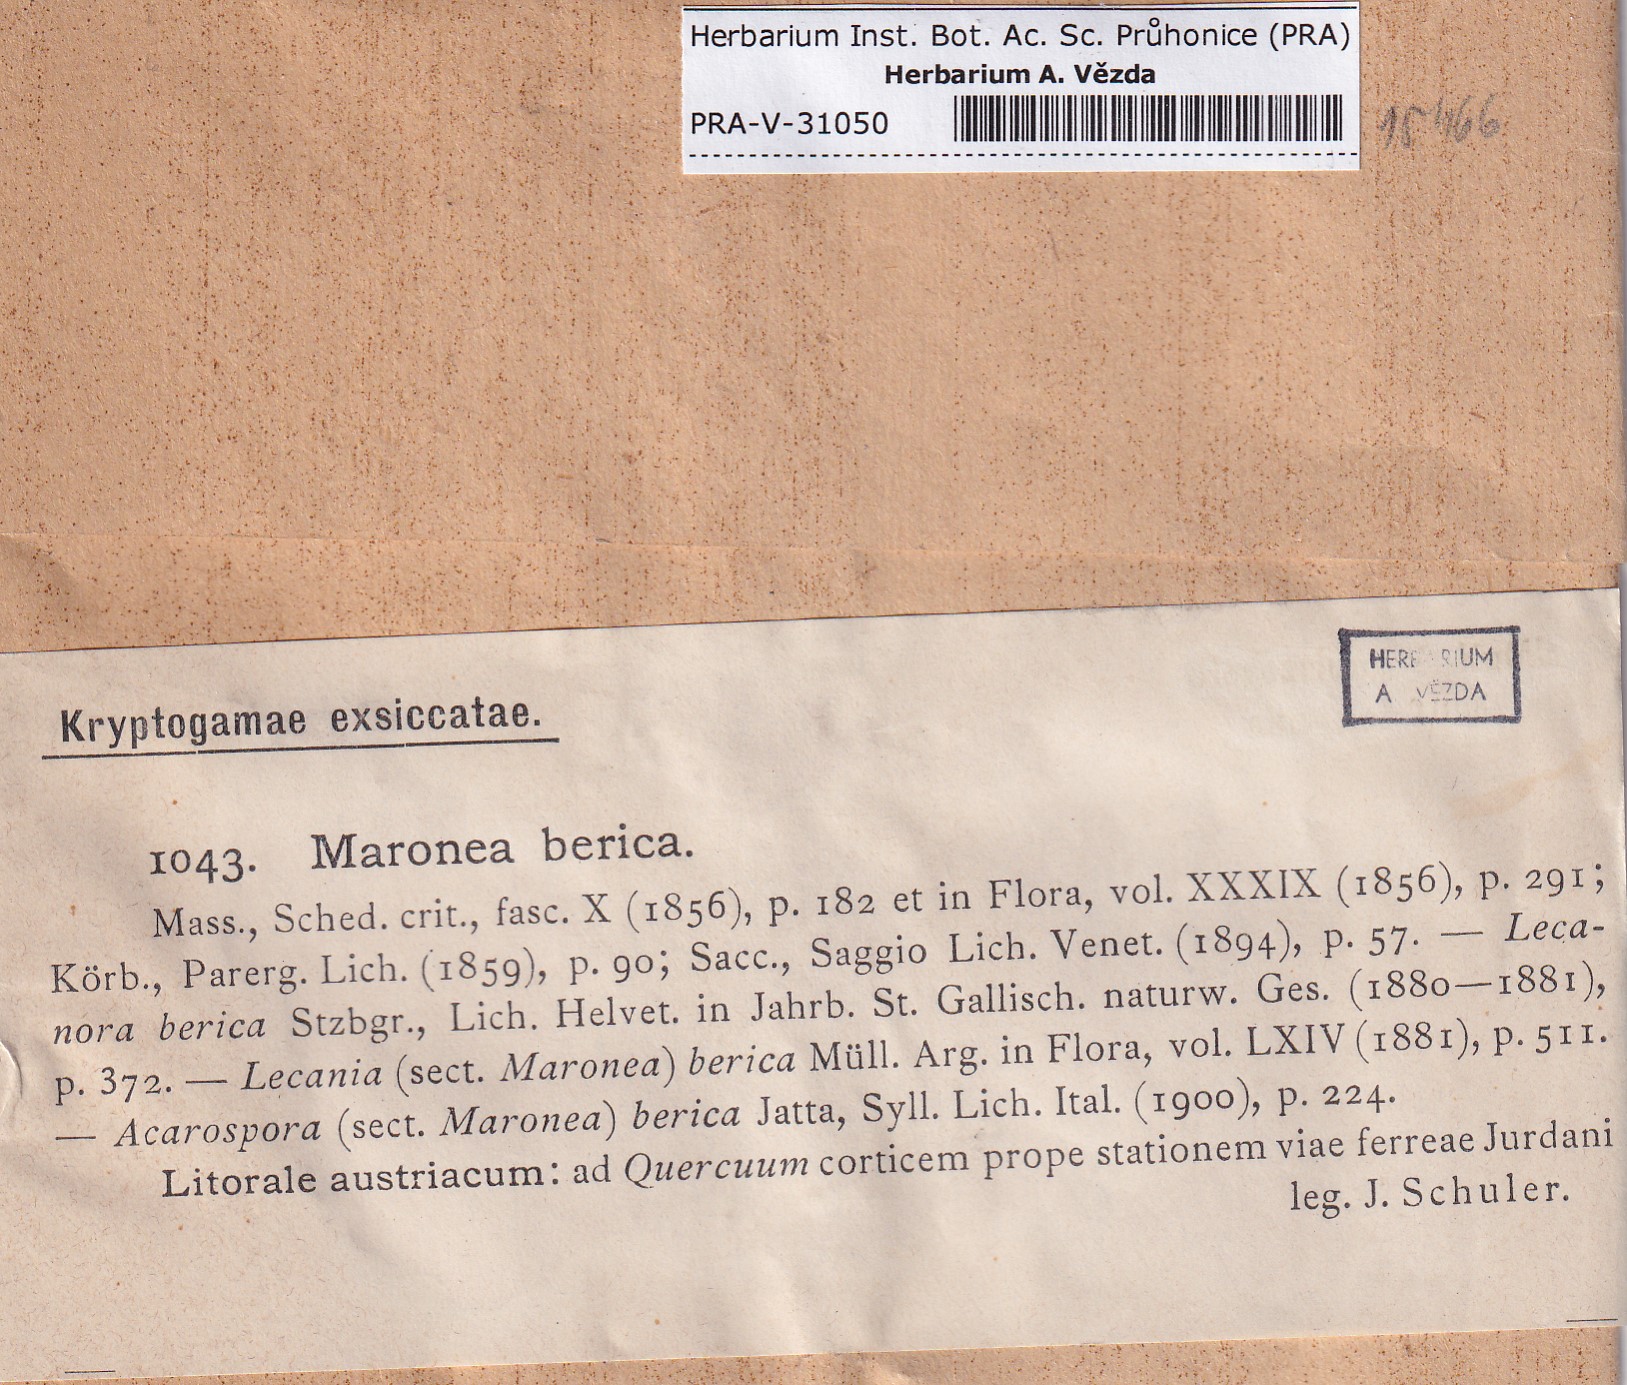 Herbarium Inst. Bot. Ac. Sc. Průhonice (PRA)
Herbarium A. Vězda
PRA-V-31050
15466
HERBARIUM
A VĚZDA
Kryptogamae exsiccatae.
1043. Maronea berica.
Mass., Sched. crit., fasc. X (1856), p. 182 et in Flora, vol. XXXIX (1856), p. 291;
Körb., Parerg. Lich. (1859), p. 90; Sacc., Saggio Lich. Venet. (1894), p. 57. — Leca-
nora berica Stzbgr., Lich. Helvet. in Jahrb. St. Gallisch. naturw. Ges. (1880—1881),
p. 372. — Lecania (sect. Maronea) berica Müll. Arg. in Flora, vol. LXIV (1881), p. 511.
— Acarospora (sect. Maronea) berica Jatta, Syll. Lich. Ital. (1900), p. 224.
Litorale austriacum: ad Quercuum corticem prope stationem viae ferreae Jurdani
leg. J. Schuler.